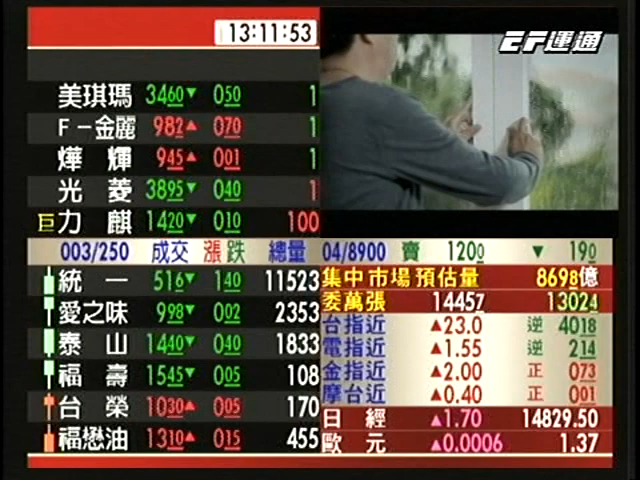 13:11:53
EF運通
美琪瑪 3460▼ 050 1
F－金麗 982▲ 070 1
燁輝 945▲ 001 1
光菱 3895▼ 040 1
巨力麒 1420▼ 010 100
003/250 成交 漲跌 總量 04/8900 賣 1200 ▼ 190
統一 516▼ 140 11523
愛之味 998▼ 002 2353
泰山 1440▼ 040 1833
福壽 1545▼ 005 108
台榮 1030▲ 005 170
福懋油 1310▲ 015 455
集中市場預估量 8698億
委萬張 14457 13024
台指近 ▲23.0 逆 4018
電指近 ▲1.55 逆 214
金指近 ▲2.00 正 073
摩台近 ▲0.40 正 001
日經 ▲1.70 14829.50
歐元 ▲0.0006 1.37